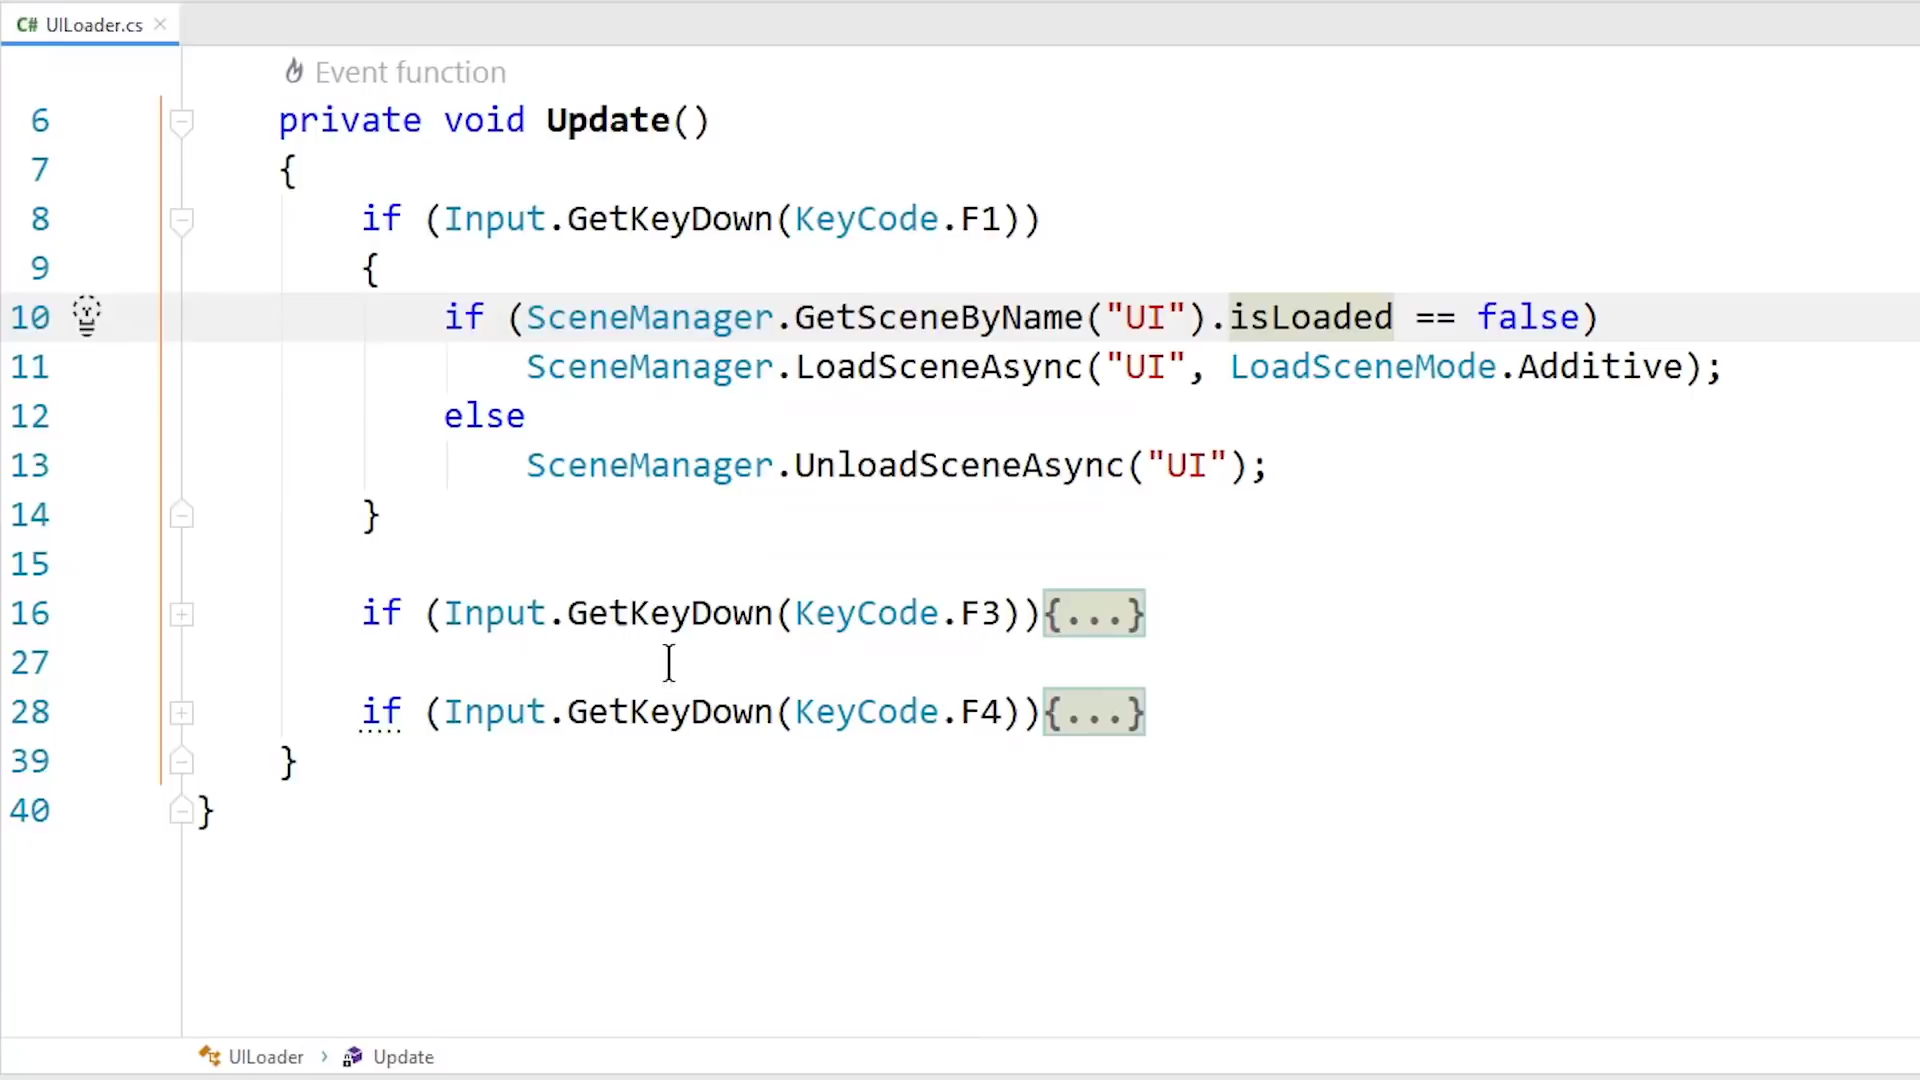 C# UILoader.cs
Event function
6 private void Update()
7 {
8 if (Input.GetKeyDown(KeyCode.F1))
9 {
10 if (SceneManager.GetSceneByName("UI").isLoaded == false)
11 SceneManager.LoadSceneAsync("UI", LoadSceneMode.Additive);
12 else
13 SceneManager.UnloadSceneAsync("UI");
14 }
15
16 if (Input.GetKeyDown(KeyCode.F3)){...}
27
28 if (Input.GetKeyDown(KeyCode.F4)){...}
39 }
40 }
UILoader › Update